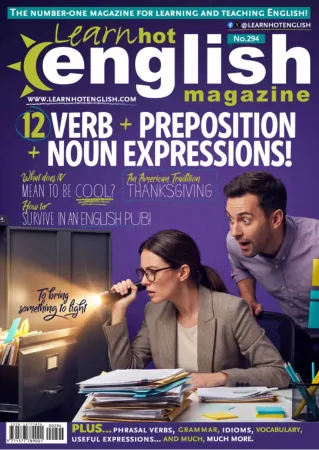 The number-one magazine for learning and teaching English!
@LEARNHOTENGLISH
No.294
Learn hot
english
magazine
www.learnhotenglish.com
12 VERB + PREPOSITION
+ NOUN EXPRESSIONS!
What does it
MEAN TO BE COOL?
An American Tradition
THANKSGIVING
How to
SURVIVE IN AN ENGLISH PUB!
To bring
something to light
PLUS... PHRASAL VERBS, GRAMMAR, IDIOMS, VOCABULARY,
USEFUL EXPRESSIONS... AND MUCH, MUCH MORE.